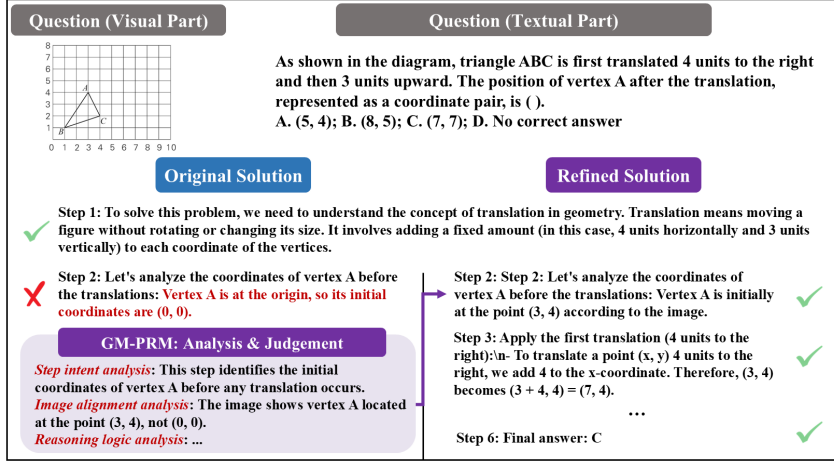 Question (Visual Part)
Question (Textual Part)
8
7
6
5
4
3
2
1
A
B
C
0 1 2 3 4 5 6 7 8 9 10
As shown in the diagram, triangle ABC is first translated 4 units to the right
and then 3 units upward. The position of vertex A after the translation,
represented as a coordinate pair, is ( ).
A. (5, 4); B. (8, 5); C. (7, 7); D. No correct answer
Original Solution
Refined Solution
Step 1: To solve this problem, we need to understand the concept of translation in geometry. Translation means moving a
figure without rotating or changing its size. It involves adding a fixed amount (in this case, 4 units horizontally and 3 units
vertically) to each coordinate of the vertices.
Step 2: Let's analyze the coordinates of vertex A before
the translations: Vertex A is at the origin, so its initial
coordinates are (0, 0).
GM-PRM: Analysis & Judgement
Step intent analysis: This step identifies the initial
coordinates of vertex A before any translation occurs.
Image alignment analysis: The image shows vertex A located
at the point (3, 4), not (0, 0).
Reasoning logic analysis: ...
Step 2: Step 2: Let's analyze the coordinates of
vertex A before the translations: Vertex A is initially
at the point (3, 4) according to the image.
Step 3: Apply the first translation (4 units to the
right):\n- To translate a point (x, y) 4 units to the
right, we add 4 to the x-coordinate. Therefore, (3, 4)
becomes (3 + 4, 4) = (7, 4).
...
Step 6: Final answer: C